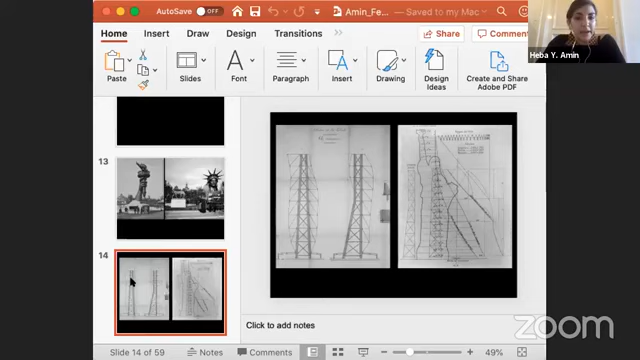 AutoSave OFF Amin_Fe... — Saved to my Mac
Home Insert Draw Design Transitions Share Comments
Paste Slides Font Paragraph Insert Drawing Design Ideas Create and Share Adobe PDF
Heba Y. Amin
13
14
Click to add notes
zoom
Slide 14 of 59 Notes Comments 49%